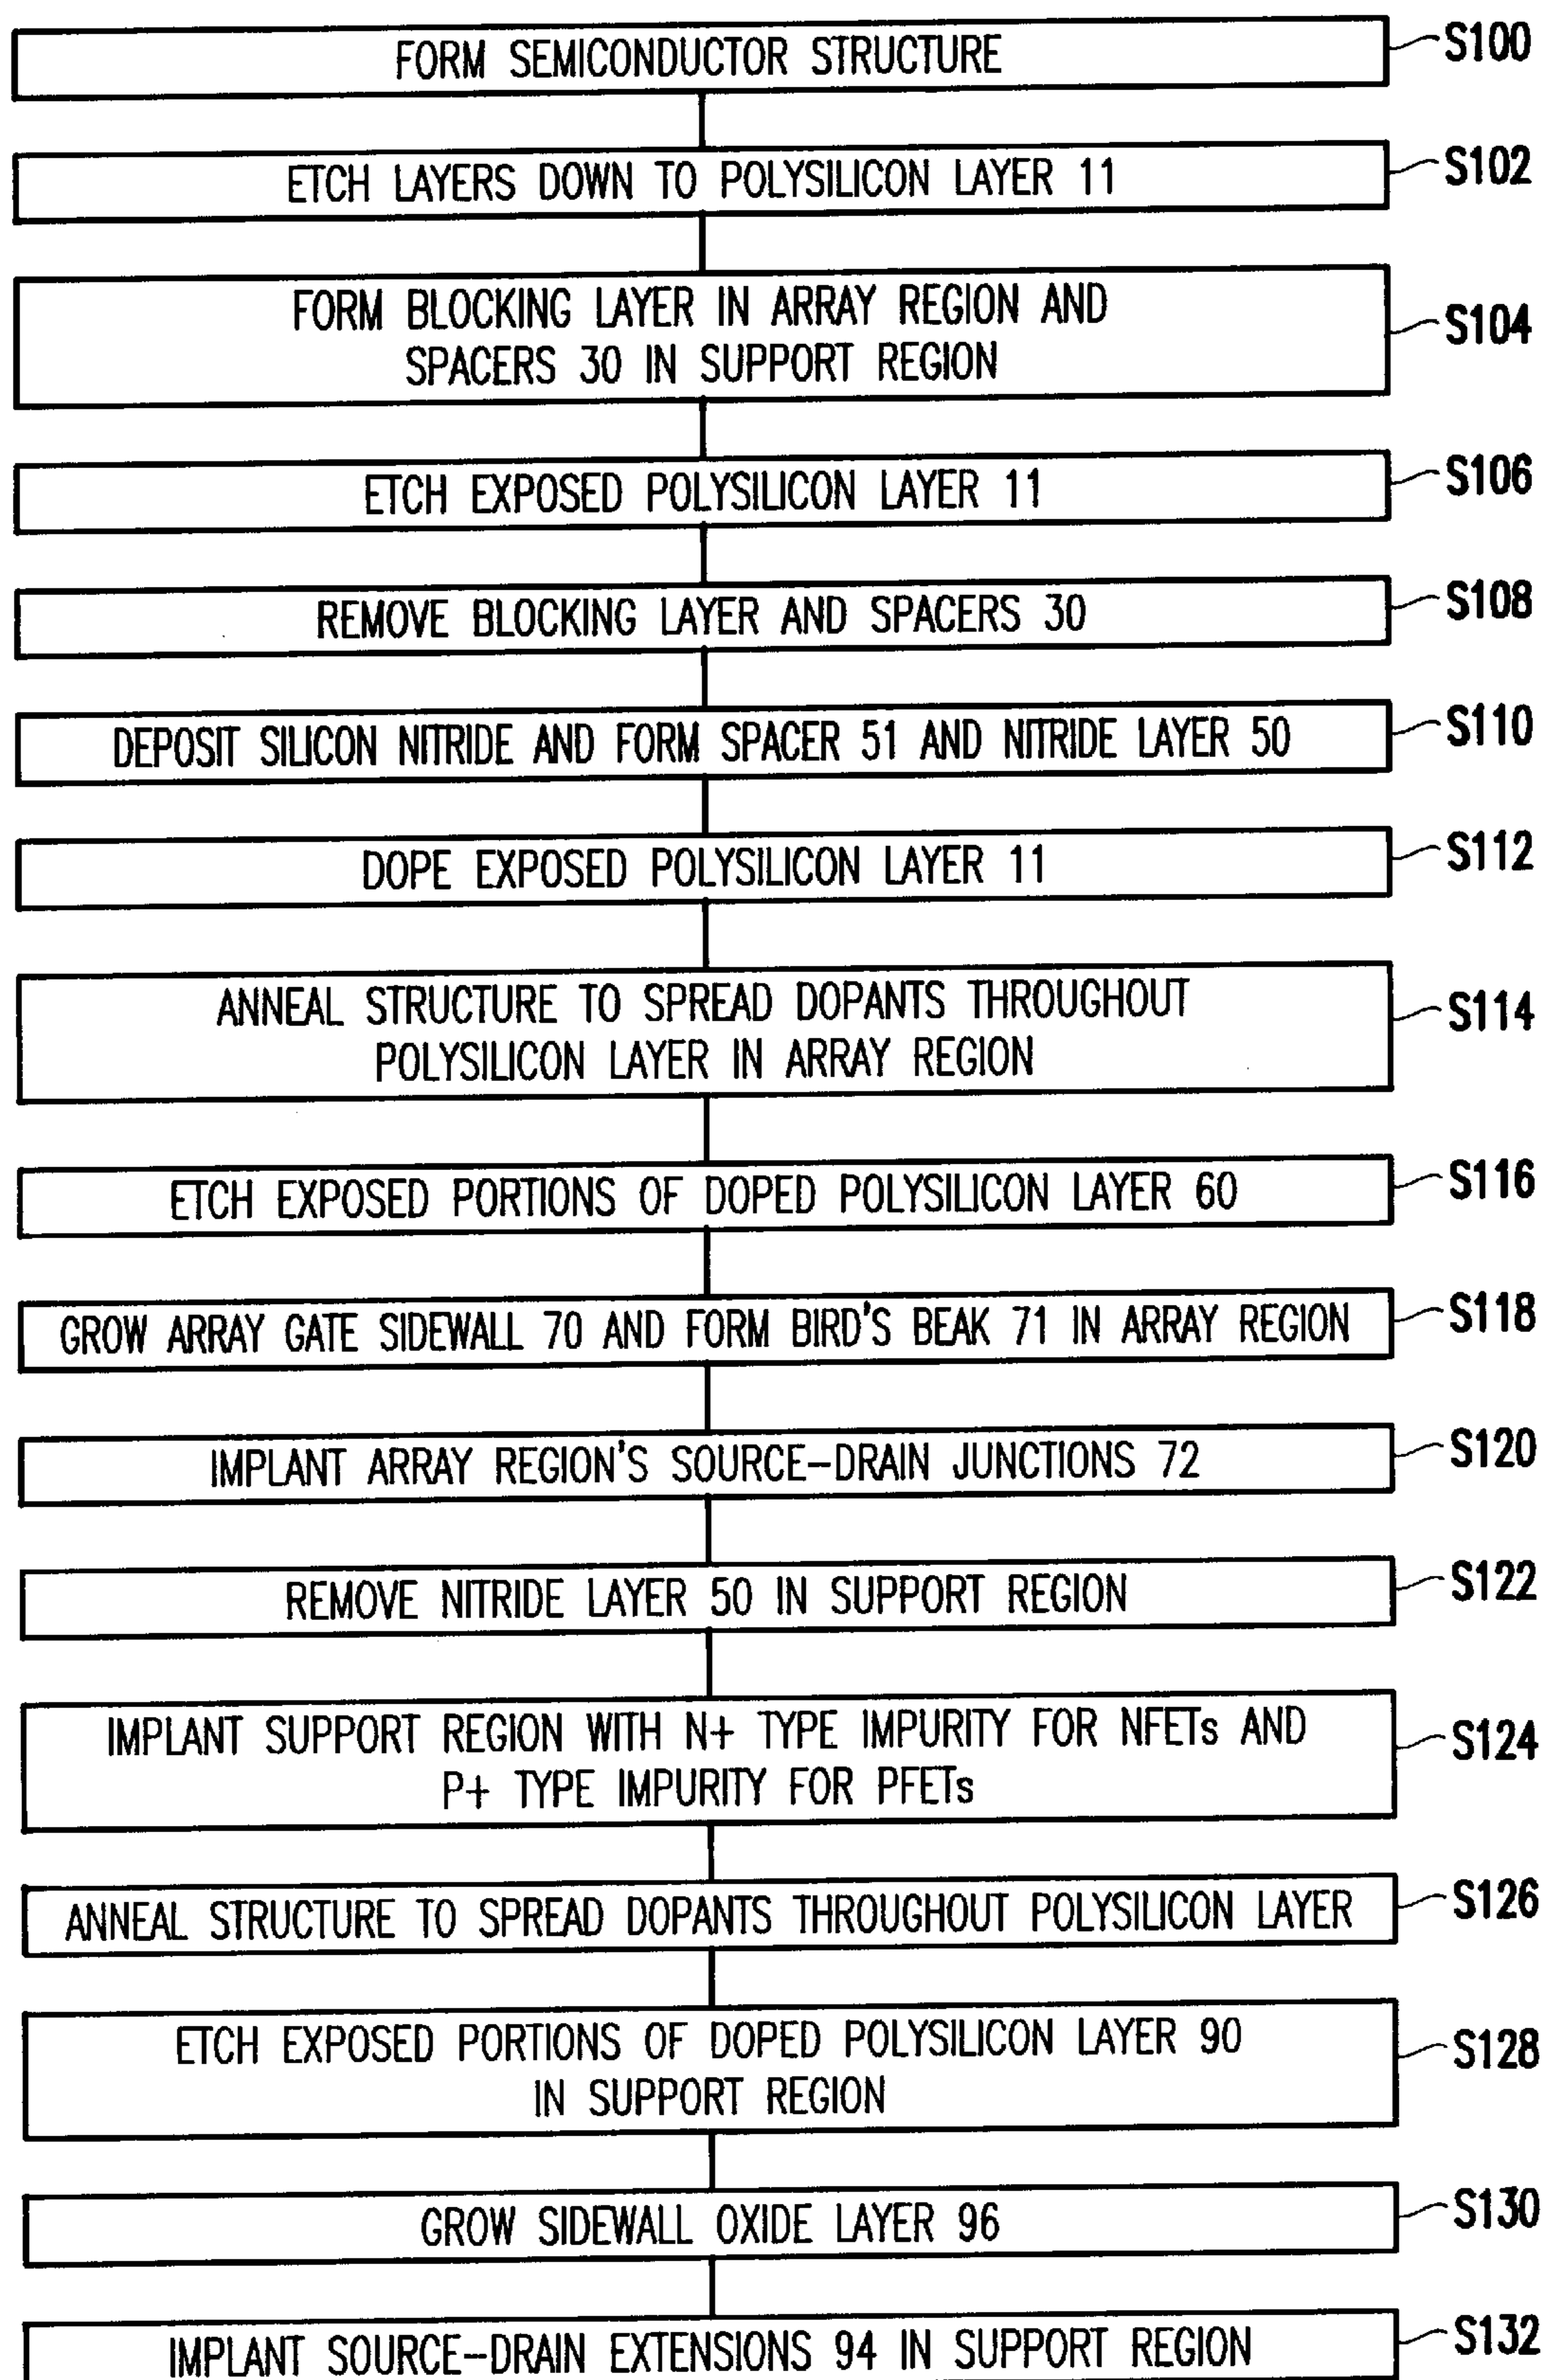 FORM SEMICONDUCTOR STRUCTURE S100
ETCH LAYERS DOWN TO POLYSILICON LAYER 11 S102
FORM BLOCKING LAYER IN ARRAY REGION AND
SPACERS 30 IN SUPPORT REGION S104
ETCH EXPOSED POLYSILICON LAYER 11 S106
REMOVE BLOCKING LAYER AND SPACERS 30 S108
DEPOSIT SILICON NITRIDE AND FORM SPACER 51 AND NITRIDE LAYER 50 S110
DOPE EXPOSED POLYSILICON LAYER 11 S112
ANNEAL STRUCTURE TO SPREAD DOPANTS THROUGHOUT
POLYSILICON LAYER IN ARRAY REGION S114
ETCH EXPOSED PORTIONS OF DOPED POLYSILICON LAYER 60 S116
GROW ARRAY GATE SIDEWALL 70 AND FORM BIRD'S BEAK 71 IN ARRAY REGION S118
IMPLANT ARRAY REGION'S SOURCE-DRAIN JUNCTIONS 72 S120
REMOVE NITRIDE LAYER 50 IN SUPPORT REGION S122
IMPLANT SUPPORT REGION WITH N+ TYPE IMPURITY FOR NFETs AND
P+ TYPE IMPURITY FOR PFETs S124
ANNEAL STRUCTURE TO SPREAD DOPANTS THROUGHOUT POLYSILICON LAYER S126
ETCH EXPOSED PORTIONS OF DOPED POLYSILICON LAYER 90
IN SUPPORT REGION S128
GROW SIDEWALL OXIDE LAYER 96 S130
IMPLANT SOURCE-DRAIN EXTENSIONS 94 IN SUPPORT REGION S132